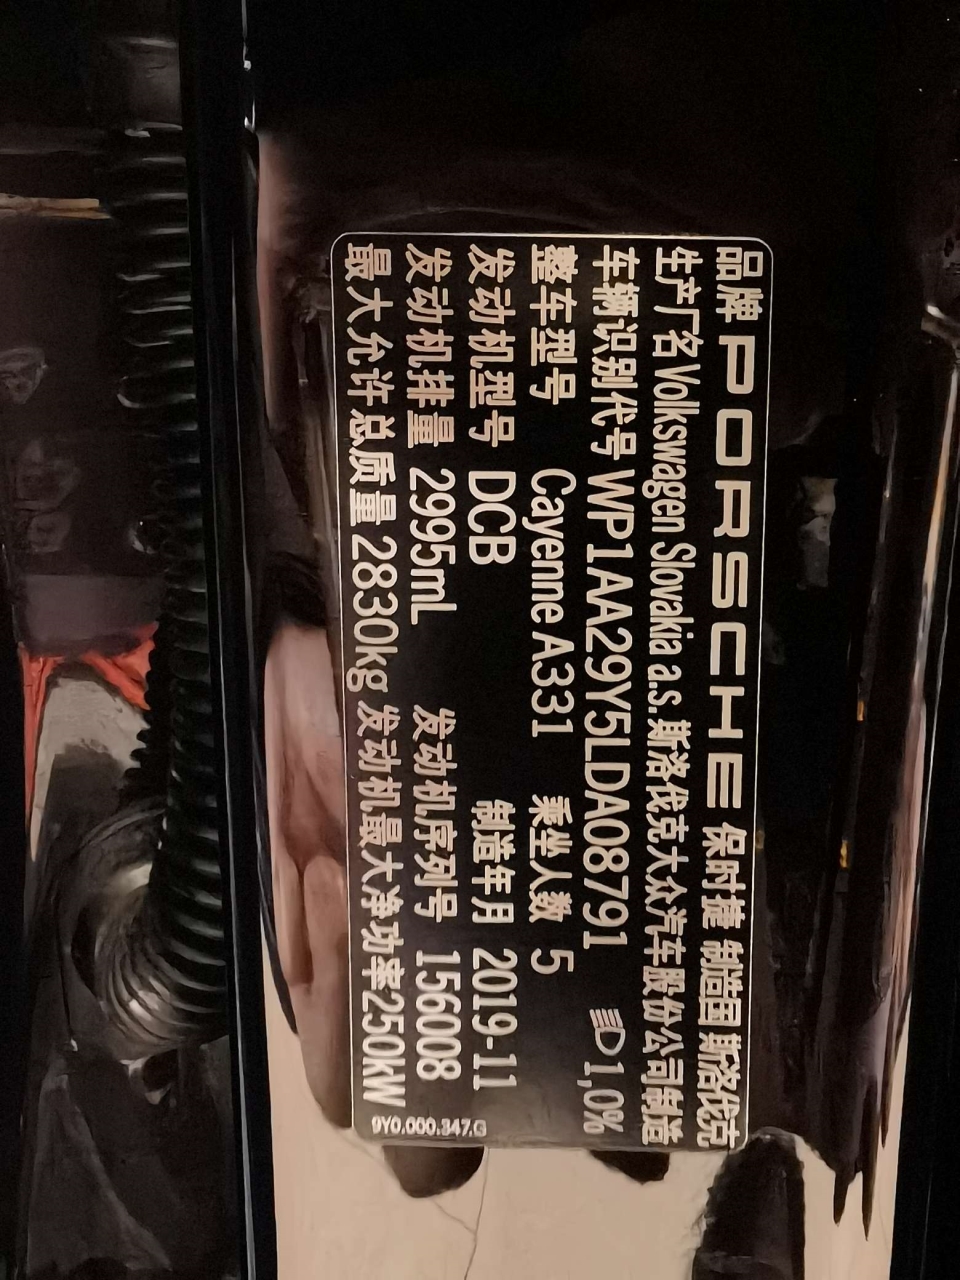 品牌 PORSCHE 保时捷 制造国 斯洛伐克
生产厂名 Volkswagen Slovakia a.s. 斯洛伐克大众汽车股份公司制造
车辆识别代号 WP1AA29Y5LDA08791 1,0%
整车型号 Cayenne A331 乘坐人数 5
发动机型号 DCB 制造年月 2019-11
发动机排量 2995mL 发动机序列号 156008
最大允许总质量 2830kg 发动机最大净功率250kW
9Y0.000.347.G